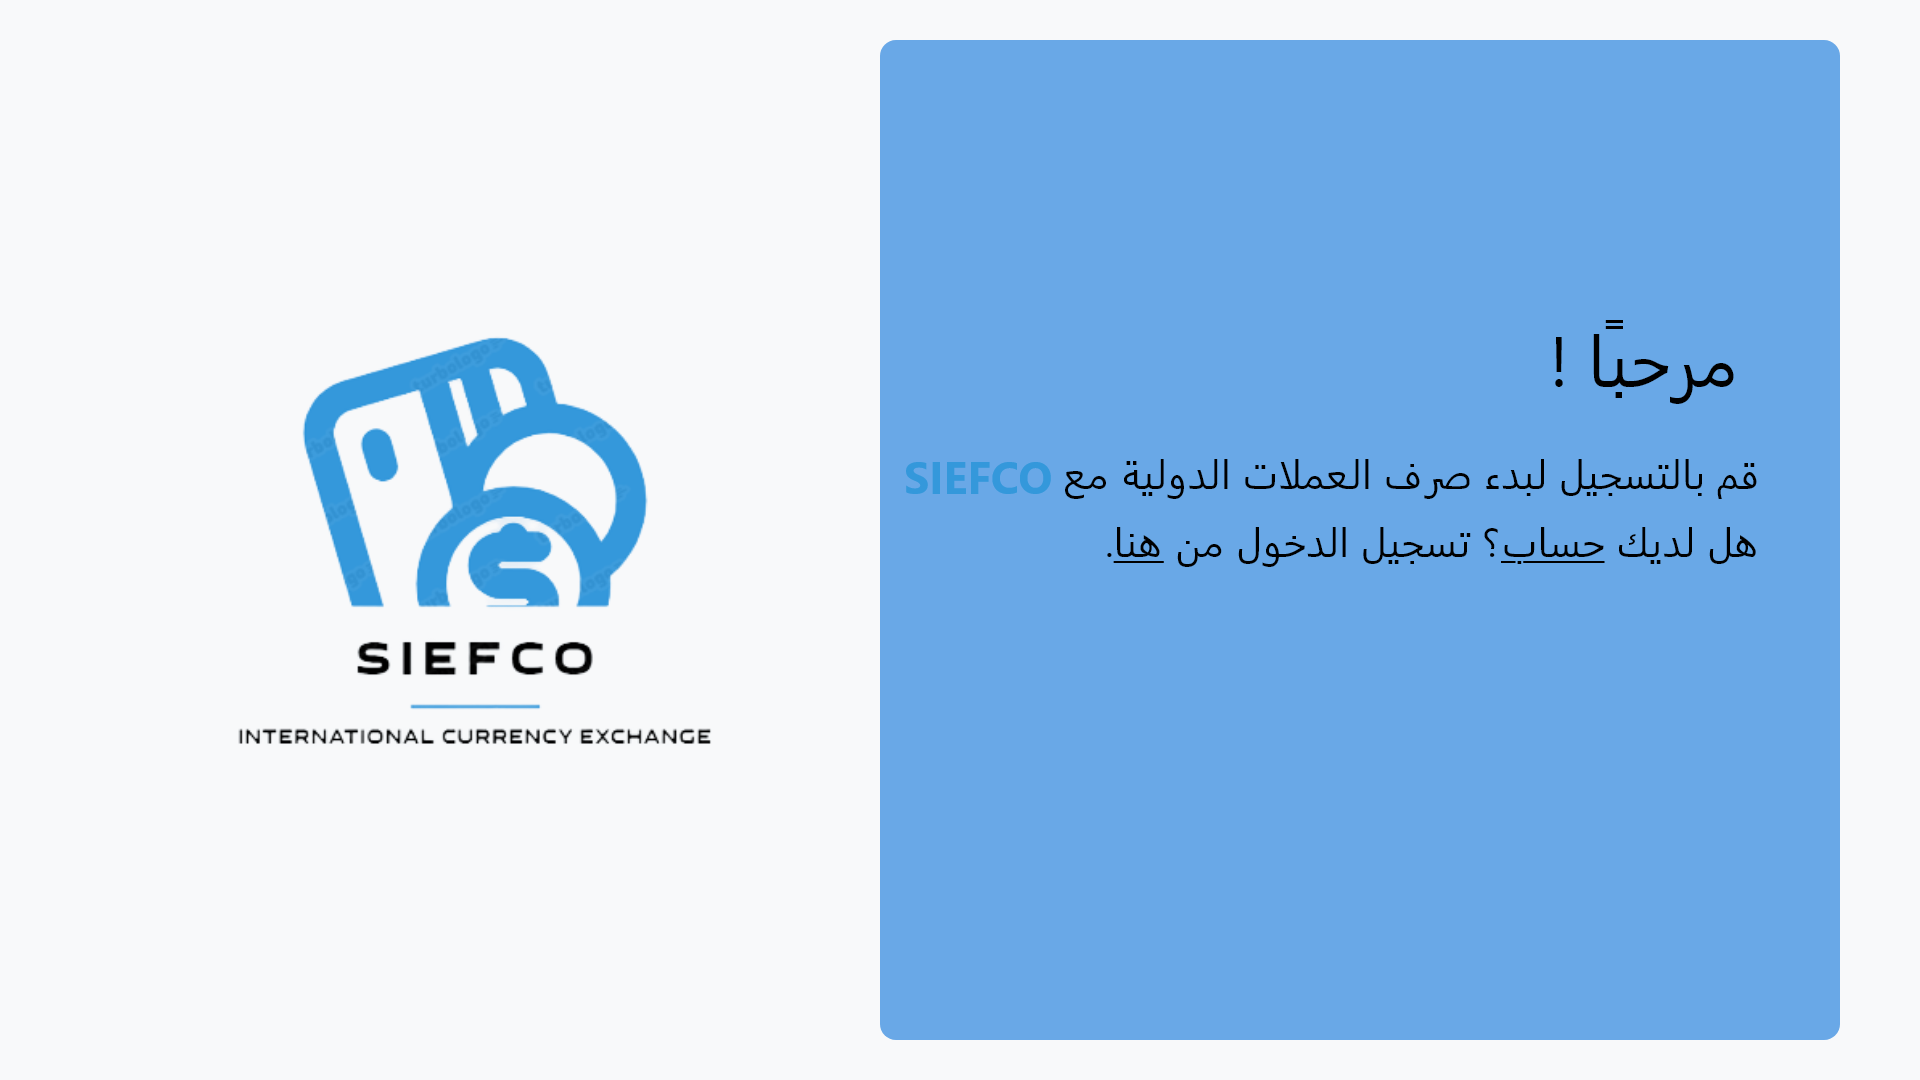 مرحبًا !
قم بالتسجيل لبدء صرف العملات الدولية مع SIEFCO
هل لديك حساب؟ تسجيل الدخول من هنا.
SIEFCO
INTERNATIONAL CURRENCY EXCHANGE